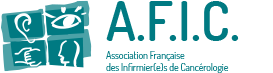 A.F.I.C.
Association Française
des Infirmier(e)s de Cancérologie